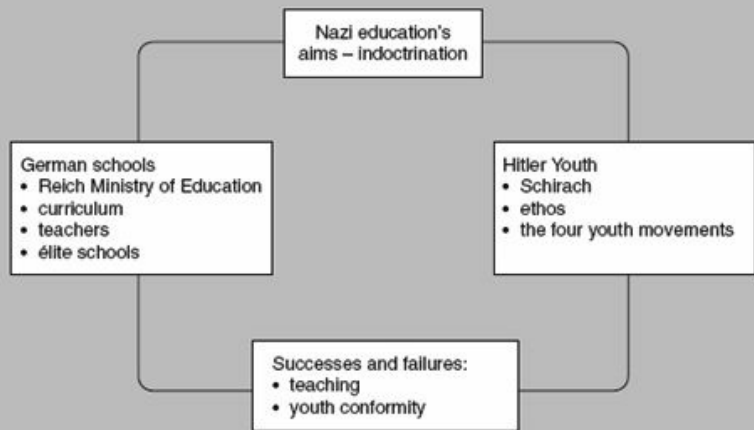 Nazi education's
aims – indoctrination
German schools
• Reich Ministry of Education
• curriculum
• teachers
• élite schools
Hitler Youth
• Schirach
• ethos
• the four youth movements
Successes and failures:
• teaching
• youth conformity